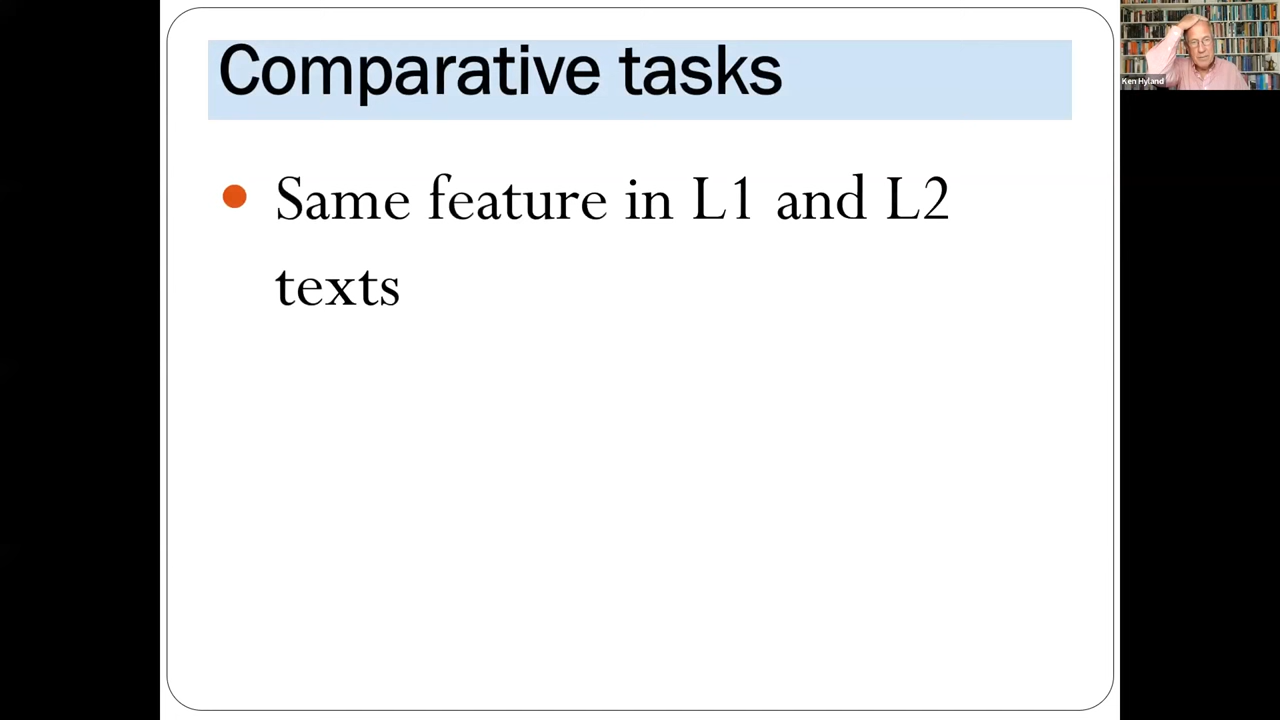 Comparative tasks
Same feature in L1 and L2
texts
Ken Hyland